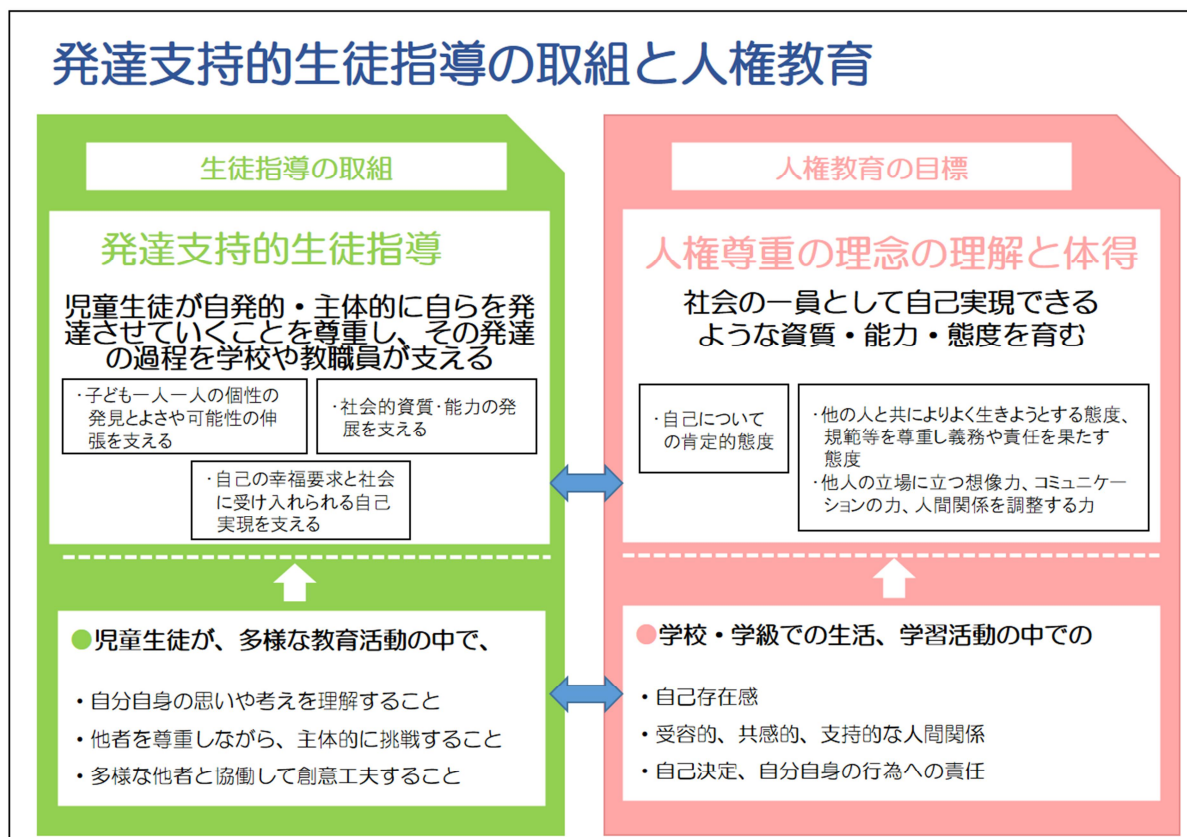 発達支持的生徒指導の取組と人権教育
生徒指導の取組
発達支持的生徒指導
児童生徒が自発的・主体的に自らを発
達させていくことを尊重し、その発達
の過程を学校や教職員が支える
・子ども一人一人の個性の
発見とよさや可能性の伸
張を支える
・社会的資質・能力の発
展を支える
・自己の幸福要求と社会
に受け入れられる自己
実現を支える
●児童生徒が、多様な教育活動の中で、
・自分自身の思いや考えを理解すること
・他者を尊重しながら、主体的に挑戦すること
・多様な他者と協働して創意工夫すること
人権教育の目標
人権尊重の理念の理解と体得
社会の一員として自己実現できる
ような資質・能力・態度を育む
・自己についての
の肯定的態度
・他の人と共によりよく生きようとする態度、
規範等を尊重し義務や責任を果たす
態度
・他人の立場に立つ想像力、コミュニケー
ションの力、人間関係を調整する力
●学校・学級での生活、学習活動の中での
・自己存在感
・受容的、共感的、支持的な人間関係
・自己決定、自分自身の行為への責任